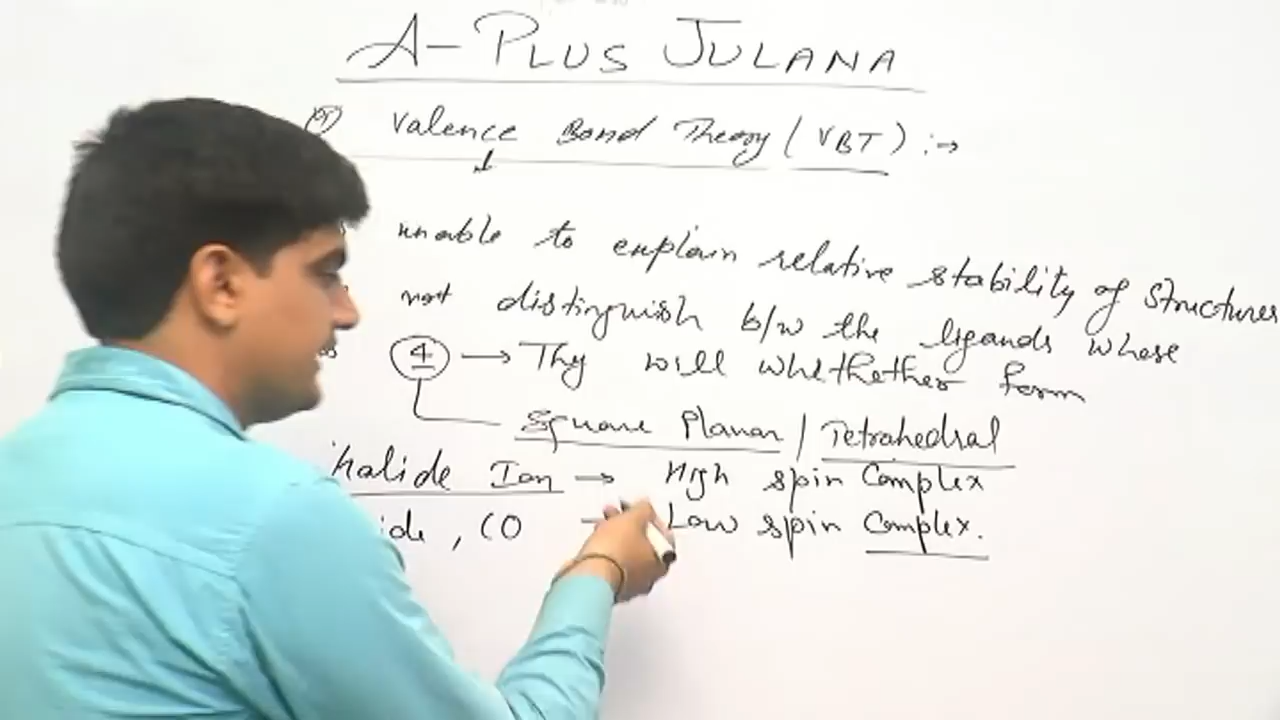 A-PLUS JULANA
Valence Bond Theory (VBT) :→
unable to explain relative stability of structures
not distinguish b/w the ligands whose
4 → Thy will whethether form
Square Planar / Tetrahedral
halide Ion → High spin Complex
ide, CO → Low spin Complex.